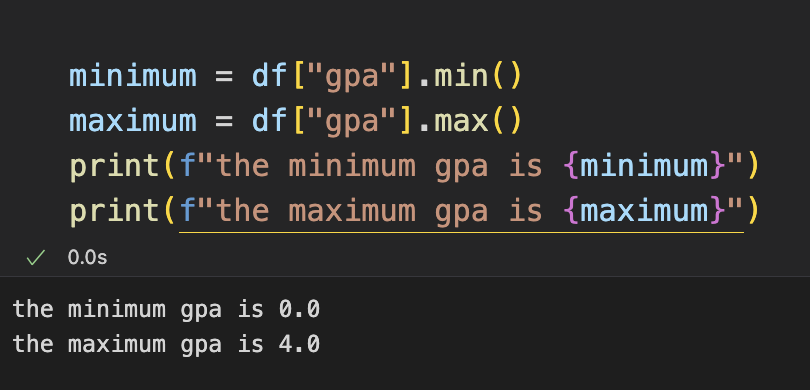 minimum = df["gpa"].min()
maximum = df["gpa"].max()
print(f"the minimum gpa is {minimum}")
print(f"the maximum gpa is {maximum}")
0.0s
the minimum gpa is 0.0
the maximum gpa is 4.0